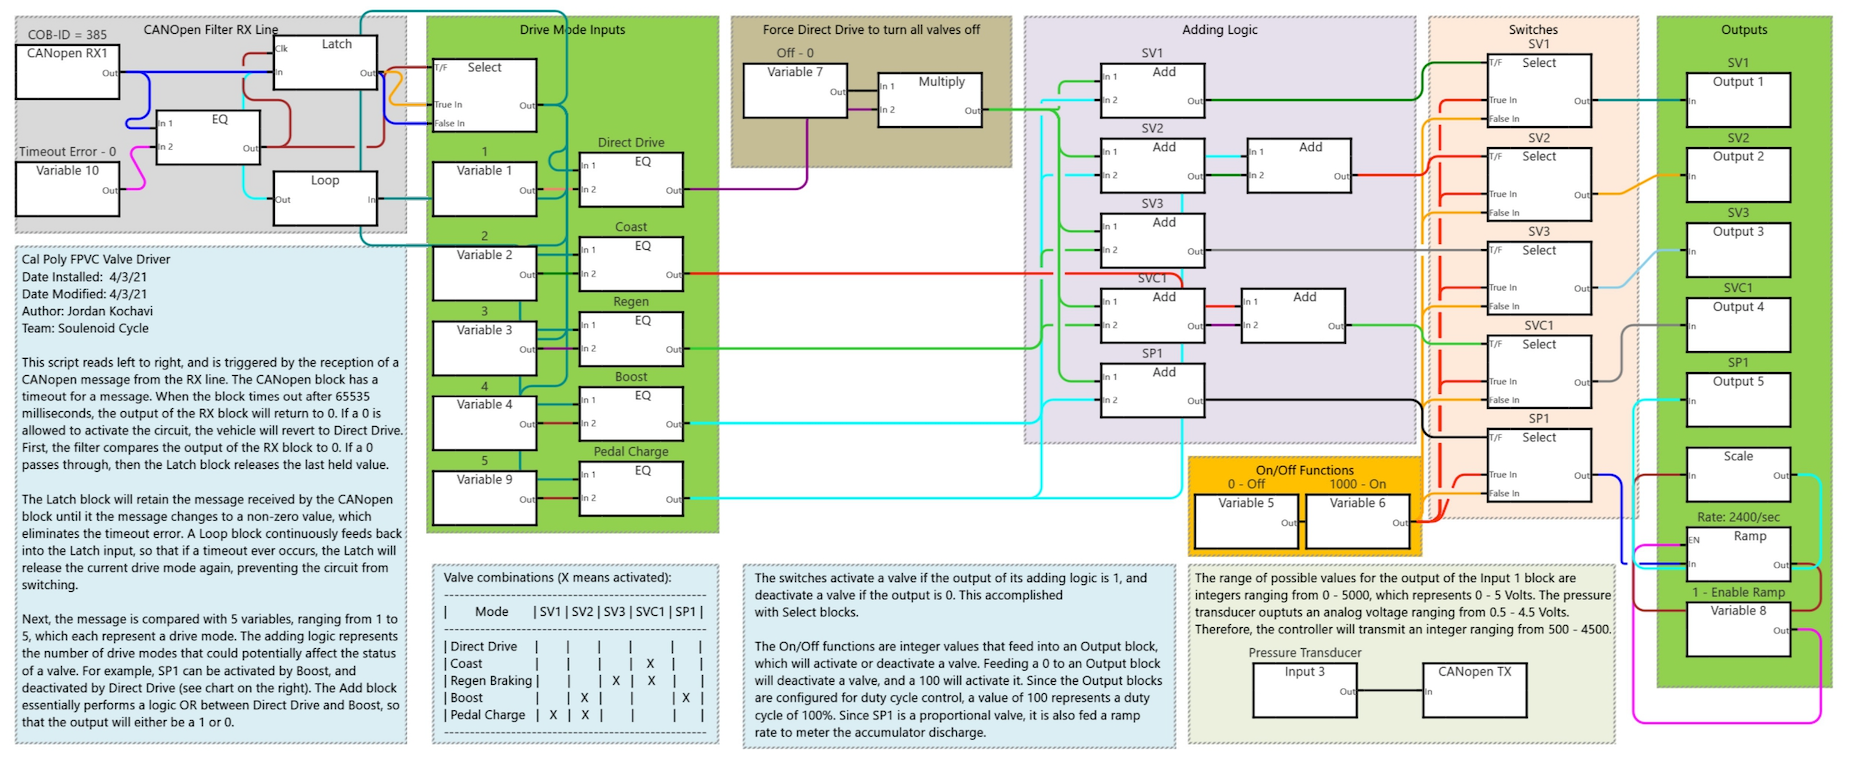 CANOpen Filter RX Line
COB-ID = 385
CANopen RX1
Out
Latch
Clk
In
Out
EQ
In 1
In 2
Out
Timeout Error - 0
Variable 10
Out
Loop
Out
In
Cal Poly FPVC Valve Driver
Date Installed:  4/3/21
Date Modified: 4/3/21
Author: Jordan Kochavi
Team: Soulenoid Cycle
This script reads left to right, and is triggered by the reception of a
CANopen message from the RX line. The CANopen block has a
timeout for a message. When the block times out after 65535
milliseconds, the output of the RX block will return to 0. If a 0 is
allowed to activate the circuit, the vehicle will revert to Direct Drive.
First, the filter compares the output of the RX block to 0. If a 0
passes through, then the Latch block releases the last held value.
The Latch block will retain the message received by the CANopen
block until it the message changes to a non-zero value, which
eliminates the timeout error. A Loop block continuously feeds back
into the Latch input, so that if a timeout ever occurs, the Latch will
release the current drive mode again, preventing the circuit from
switching.
Next, the message is compared with 5 variables, ranging from 1 to
5, which each represent a drive mode. The adding logic represents
the number of drive modes that could potentially affect the status
of a valve. For example, SP1 can be activated by Boost, and
deactivated by Direct Drive (see chart on the right). The Add block
essentially performs a logic OR between Direct Drive and Boost, so
that the output will either be a 1 or 0.
Drive Mode Inputs
Select
T/F
True In
False In
Out
1
Variable 1
Out
Direct Drive
EQ
In 1
In 2
Out
2
Variable 2
Out
Coast
EQ
In 1
In 2
Out
3
Variable 3
Out
Regen
EQ
In 1
In 2
Out
4
Variable 4
Out
Boost
EQ
In 1
In 2
Out
5
Variable 9
Out
Pedal Charge
EQ
In 1
In 2
Out
Valve combinations (X means activated):
| Mode | SV1 | SV2 | SV3 | SVC1 | SP1 |
| Direct Drive | | | | | |
| Coast | | | | X | |
| Regen Braking | | | X | X | |
| Boost | | X | | | X |
| Pedal Charge | X | X | | | |
Force Direct Drive to turn all valves off
Off - 0
Variable 7
Out
Multiply
In 1
In 2
Out
Adding Logic
SV1
Add
In 1
In 2
Out
SV2
Add
In 1
In 2
Out
Add
In 1
In 2
Out
SV3
Add
In 1
In 2
Out
SVC1
Add
In 1
In 2
Out
Add
In 1
In 2
Out
SP1
Add
In 1
In 2
Out
On/Off Functions
0 - Off
1000 - On
Variable 5
Out
Variable 6
Out
The switches activate a valve if the output of its adding logic is 1, and
deactivate a valve if the output is 0. This accomplished
with Select blocks.
The On/Off functions are integer values that feed into an Output block,
which will activate or deactivate a valve. Feeding a 0 to an Output block
will deactivate a valve, and a 100 will activate it. Since the Output blocks
are configured for duty cycle control, a value of 100 represents a duty
cycle of 100%. Since SP1 is a proportional valve, it is also fed a ramp
rate to meter the accumulator discharge.
Switches
SV1
Select
T/F
True In
False In
Out
SV2
Select
T/F
True In
False In
Out
SV3
Select
T/F
True In
False In
Out
SVC1
Select
T/F
True In
False In
Out
SP1
Select
T/F
True In
False In
Out
Outputs
SV1
Output 1
In
SV2
Output 2
In
SV3
Output 3
In
SVC1
Output 4
In
SP1
Output 5
In
Scale
In
Out
Rate: 2400/sec
Ramp
EN
In
Out
1 - Enable Ramp
Variable 8
Out
The range of possible values for the output of the Input 1 block are
integers ranging from 0 - 5000, which represents 0 - 5 Volts. The pressure
transducer ouptuts an analog voltage ranging from 0.5 - 4.5 Volts.
Therefore, the controller will transmit an integer ranging from 500 - 4500.
Pressure Transducer
Input 3
Out
CANopen TX
In